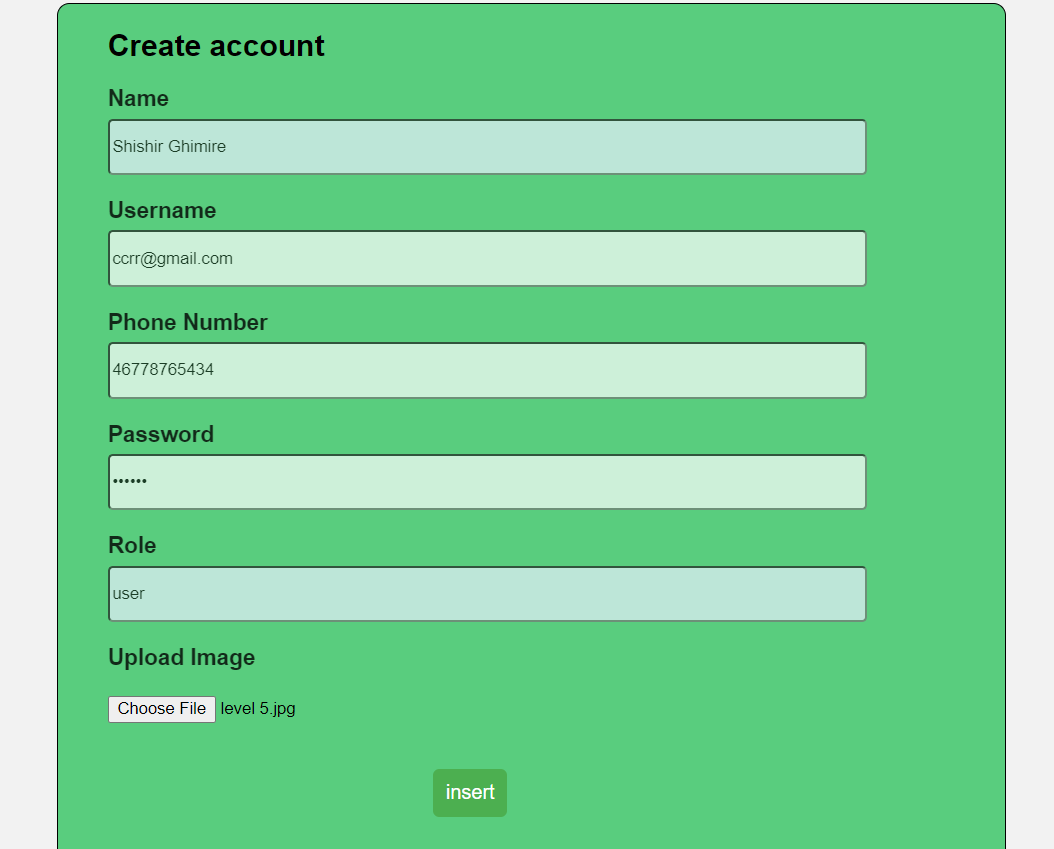 Create account
Name
Shishir Ghimire
Username
ccrr@gmail.com
Phone Number
46778765434
Password
••••••
Role
user
Upload Image
Choose File level 5.jpg
insert